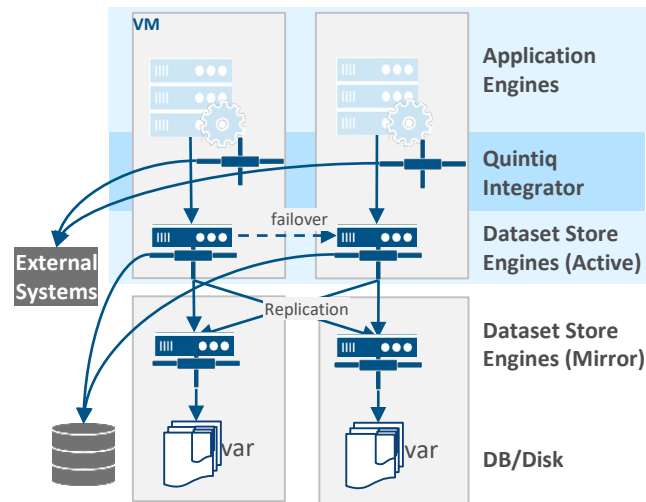 VM
Application
Engines
Quintiq
Integrator
failover
External
Systems
Dataset Store
Engines (Active)
Replication
Dataset Store
Engines (Mirror)
var
var
DB/Disk